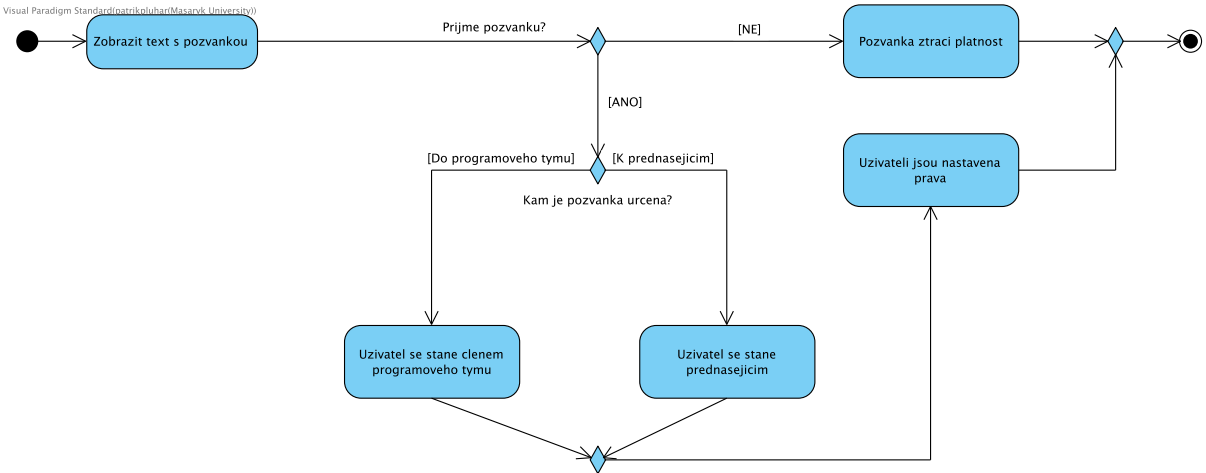 Visual Paradigm Standard(patrikpluhar(Masaryk University))
Zobrazit text s pozvankou
Prijme pozvanku?
[NE]
Pozvanka ztraci platnost
[ANO]
[Do programoveho tymu]
[K prednasejicim]
Kam je pozvanka urcena?
Uzivateli jsou nastavena
prava
Uzivatel se stane clenem
programoveho tymu
Uzivatel se stane
prednasejicim